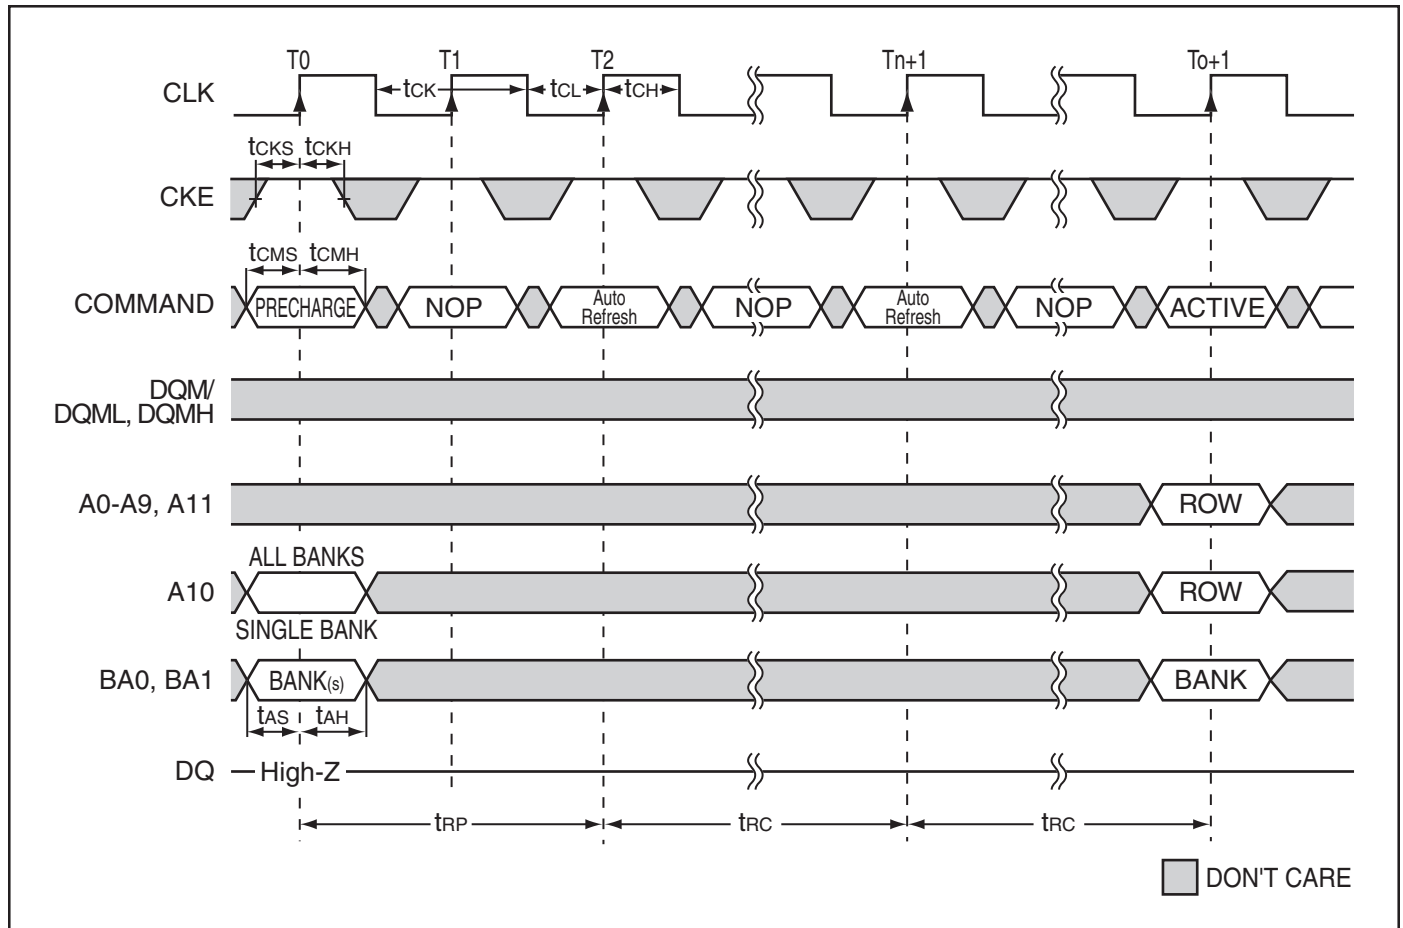 T0 T1 T2 Tn+1 To+1
CLK
tCK tCL tCH
tCKS tCKH
CKE
tCMS tCMH
COMMAND PRECHARGE NOP Auto Refresh NOP Auto Refresh NOP ACTIVE
DQM/
DQML, DQMH
A0-A9, A11 ROW
ALL BANKS
A10 ROW
SINGLE BANK
BA0, BA1 BANK(s) BANK
tAS tAH
DQ High-Z
tRP tRC tRC
DON'T CARE